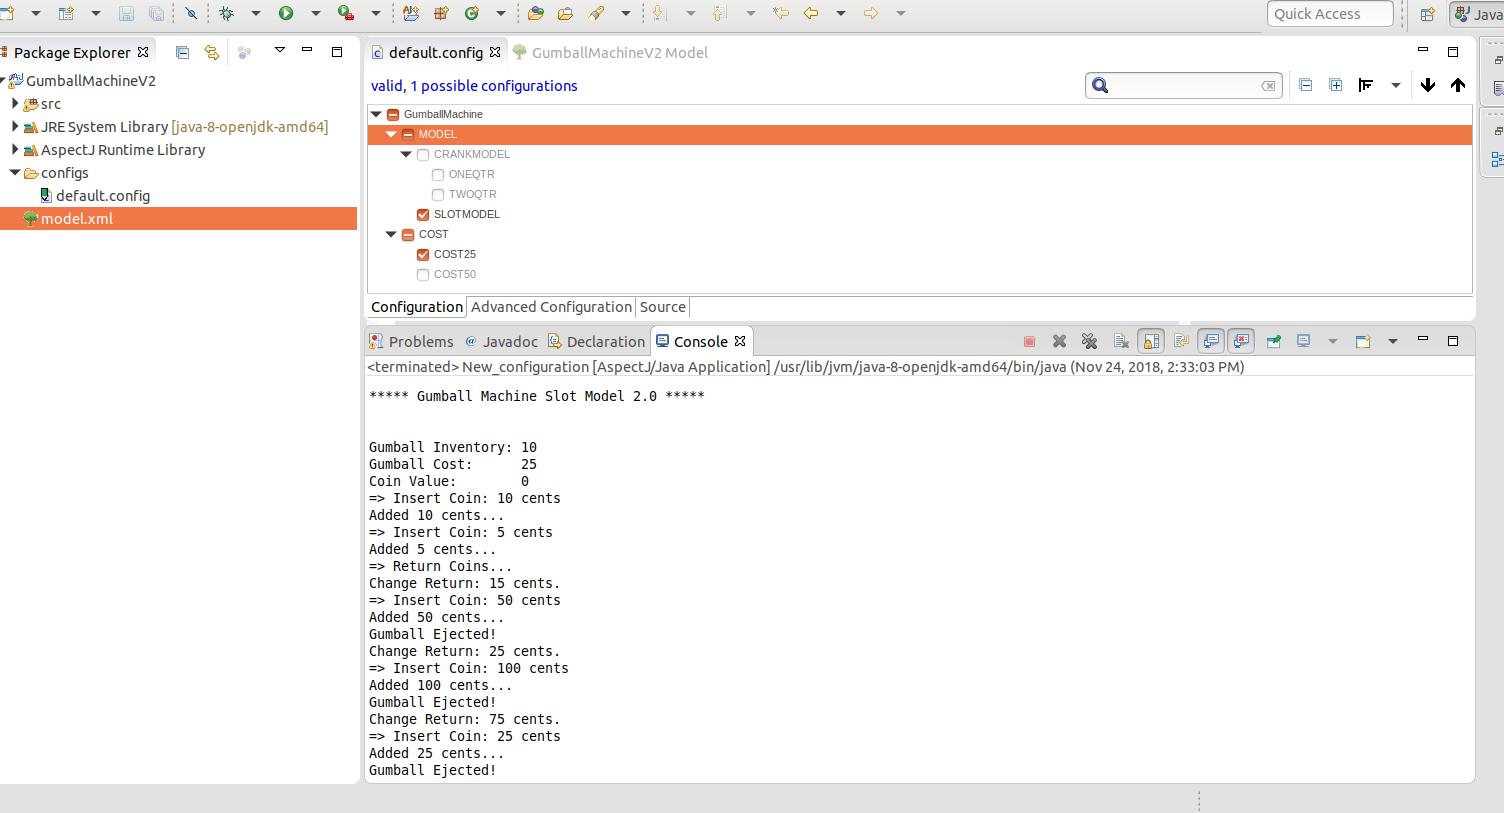 Quick Access
Java
Package Explorer
GumballMachineV2
src
JRE System Library [java-8-openjdk-amd64]
AspectJ Runtime Library
configs
default.config
model.xml
default.config
GumballMachineV2 Model
valid, 1 possible configurations
GumballMachine
MODEL
CRANKMODEL
ONEQTR
TWOQTR
SLOTMODEL
COST
COST25
COST50
Configuration
Advanced Configuration
Source
Problems
@ Javadoc
Declaration
Console
<terminated> New_configuration [AspectJ/Java Application] /usr/lib/jvm/java-8-openjdk-amd64/bin/java (Nov 24, 2018, 2:33:03 PM)
***** Gumball Machine Slot Model 2.0 *****
Gumball Inventory: 10
Gumball Cost:      25
Coin Value:        0
=> Insert Coin: 10 cents
Added 10 cents...
=> Insert Coin: 5 cents
Added 5 cents...
=> Return Coins...
Change Return: 15 cents.
=> Insert Coin: 50 cents
Added 50 cents...
Gumball Ejected!
Change Return: 25 cents.
=> Insert Coin: 100 cents
Added 100 cents...
Gumball Ejected!
Change Return: 75 cents.
=> Insert Coin: 25 cents
Added 25 cents...
Gumball Ejected!